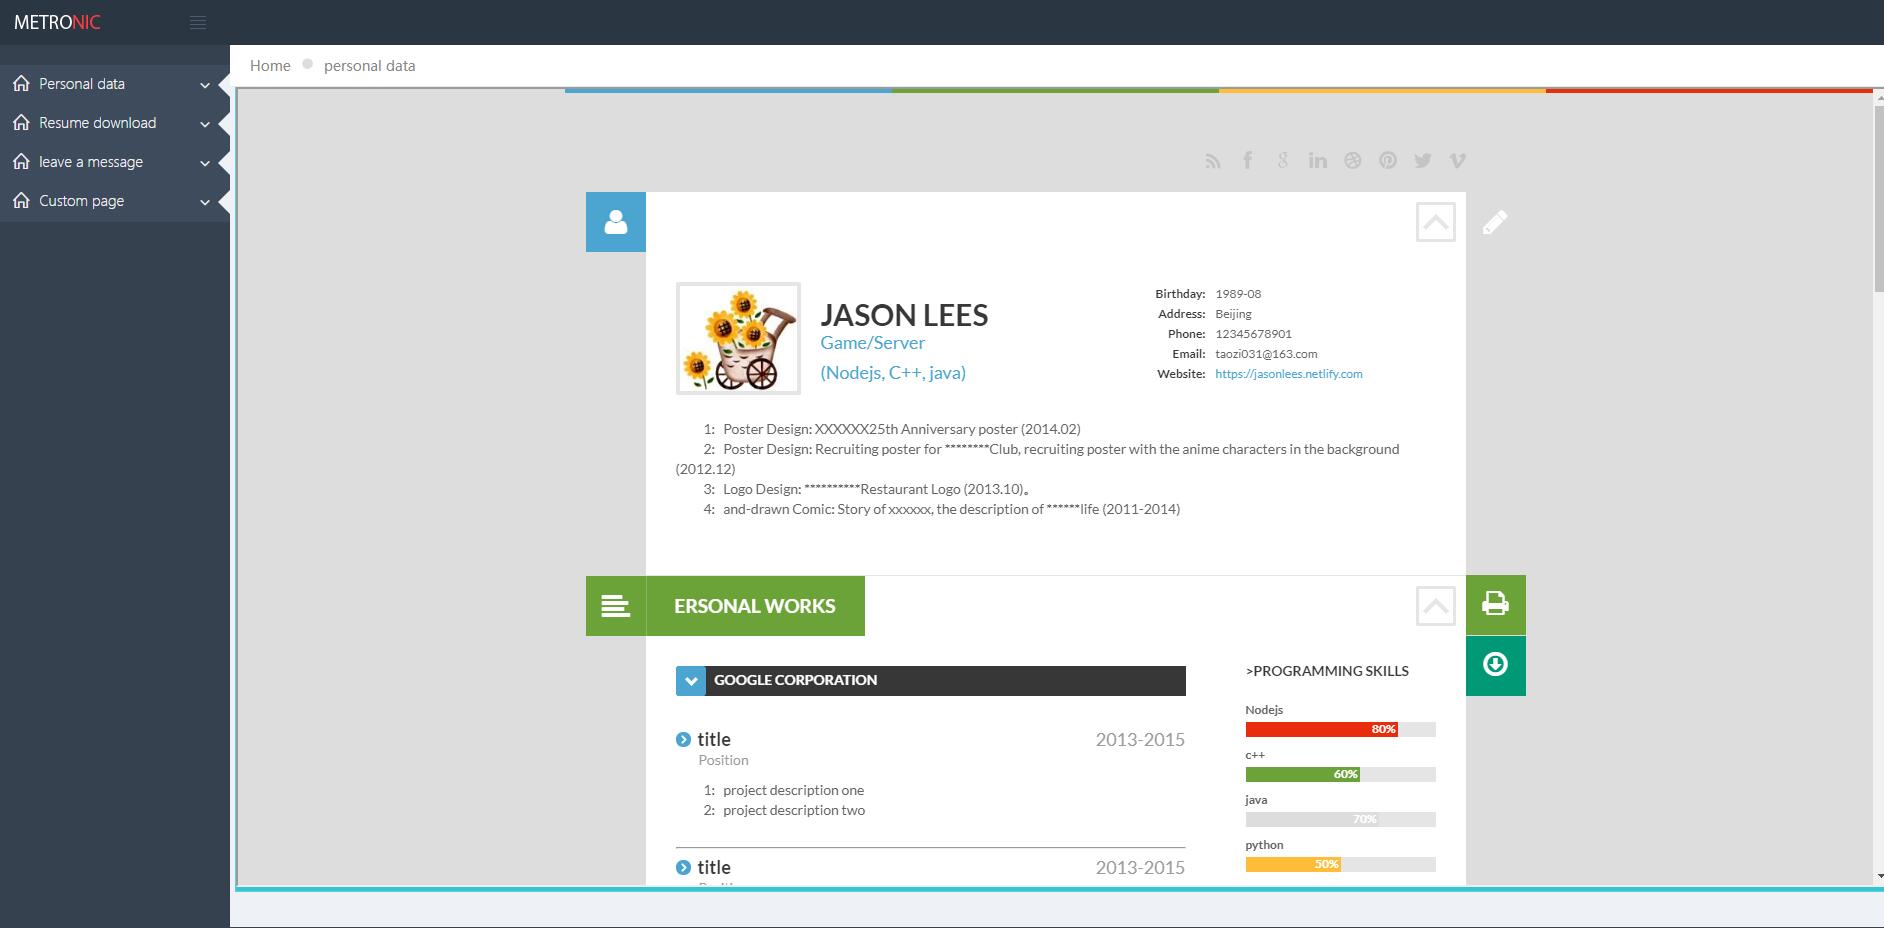 METRONIC
Home
personal data
Personal data
Resume download
leave a message
Custom page
JASON LEES
Game/Server
(Nodejs, C++, java)
Birthday: 1989-08
Address: Beijing
Phone: 12345678901
Email: taozi031@163.com
Website: https://jasonlees.netlify.com
1: Poster Design: XXXXXX25th Anniversary poster (2014.02)
2: Poster Design: Recruiting poster for ********Club, recruiting poster with the anime characters in the background
(2012.12)
3: Logo Design: **********Restaurant Logo (2013.10)。
4: and-drawn Comic: Story of xxxxxx, the description of ******life (2011-2014)
ERSONAL WORKS
GOOGLE CORPORATION
title 2013-2015
Position
1: project description one
2: project description two
title 2013-2015
>PROGRAMMING SKILLS
Nodejs
80%
c++
60%
java
70%
python
50%